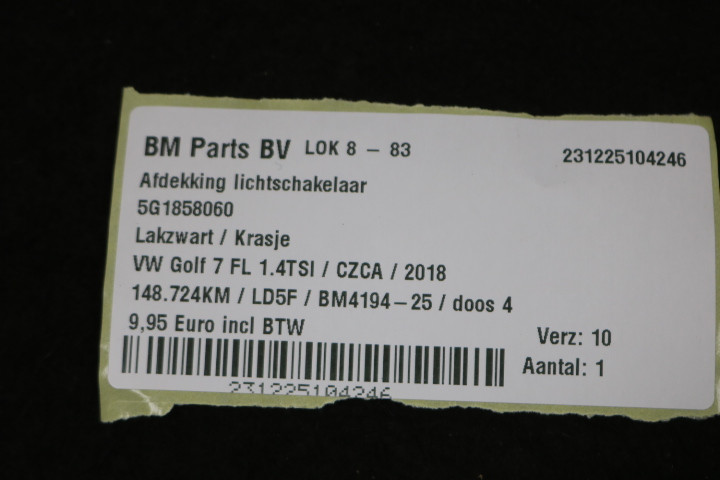 BM Parts BV LOK 8 - 83 231225104246
Afdekking lichtschakelaar
5G1858060
Lakzwart / Krasje
VW Golf 7 FL 1.4TSI / CZCA / 2018
148.724KM / LD5F / BM4194-25 / doos 4
9,95 Euro incl BTW Verz: 10
Aantal: 1
231225104246